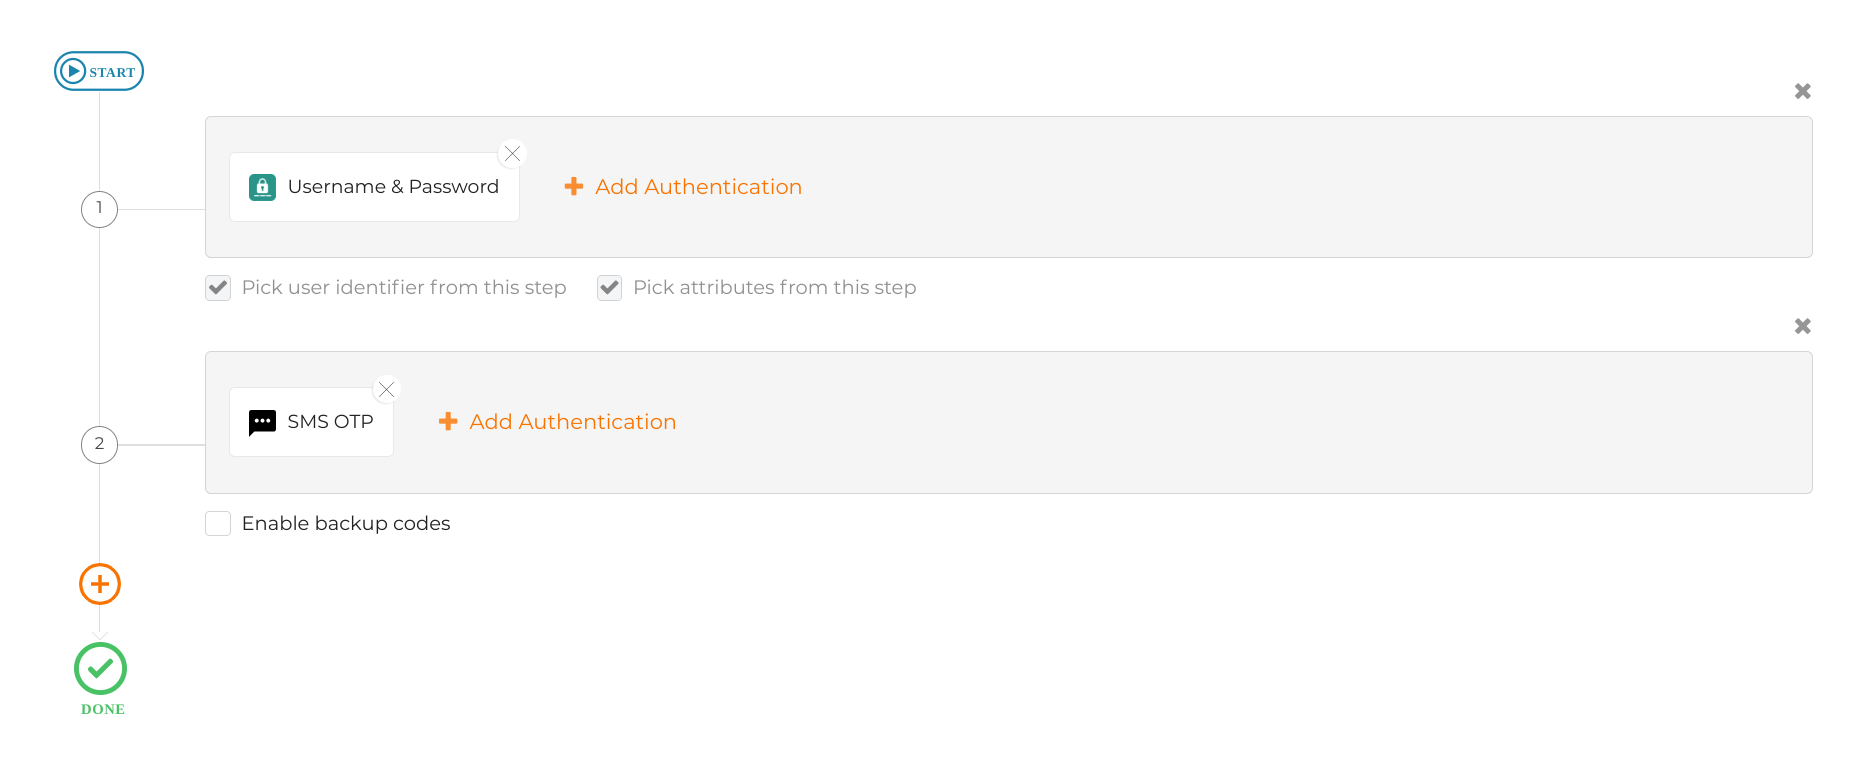 START
1
Username & Password
Add Authentication
Pick user identifier from this step
Pick attributes from this step
2
SMS OTP
Add Authentication
Enable backup codes
DONE